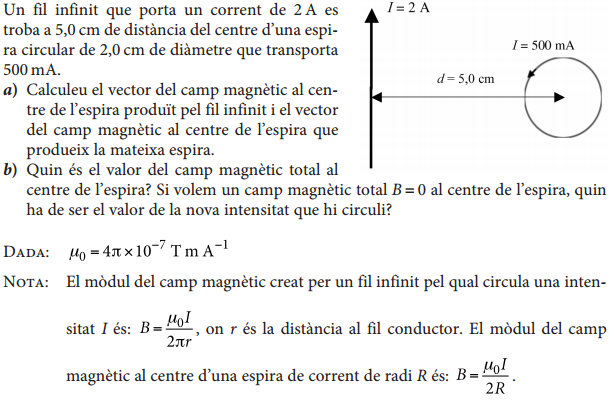 Un fil infinit que porta un corrent de 2 A es
troba a 5,0 cm de distància del centre d'una espi-
ra circular de 2,0 cm de diàmetre que transporta
500 mA.
a) Calculeu el vector del camp magnètic al cen-
tre de l'espira produït pel fil infinit i el vector
del camp magnètic al centre de l'espira que
produeix la mateixa espira.
b) Quin és el valor del camp magnètic total al
centre de l'espira? Si volem un camp magnètic total B = 0 al centre de l'espira, quin
ha de ser el valor de la nova intensitat que hi circuli?
I = 2 A
I = 500 mA
d = 5,0 cm
DADA: μ₀ = 4π × 10⁻⁷ T m A⁻¹
NOTA: El mòdul del camp magnètic creat per un fil infinit pel qual circula una inten-
sitat I és: B = μ₀I / 2πr, on r és la distància al fil conductor. El mòdul del camp
magnètic al centre d'una espira de corrent de radi R és: B = μ₀I / 2R.